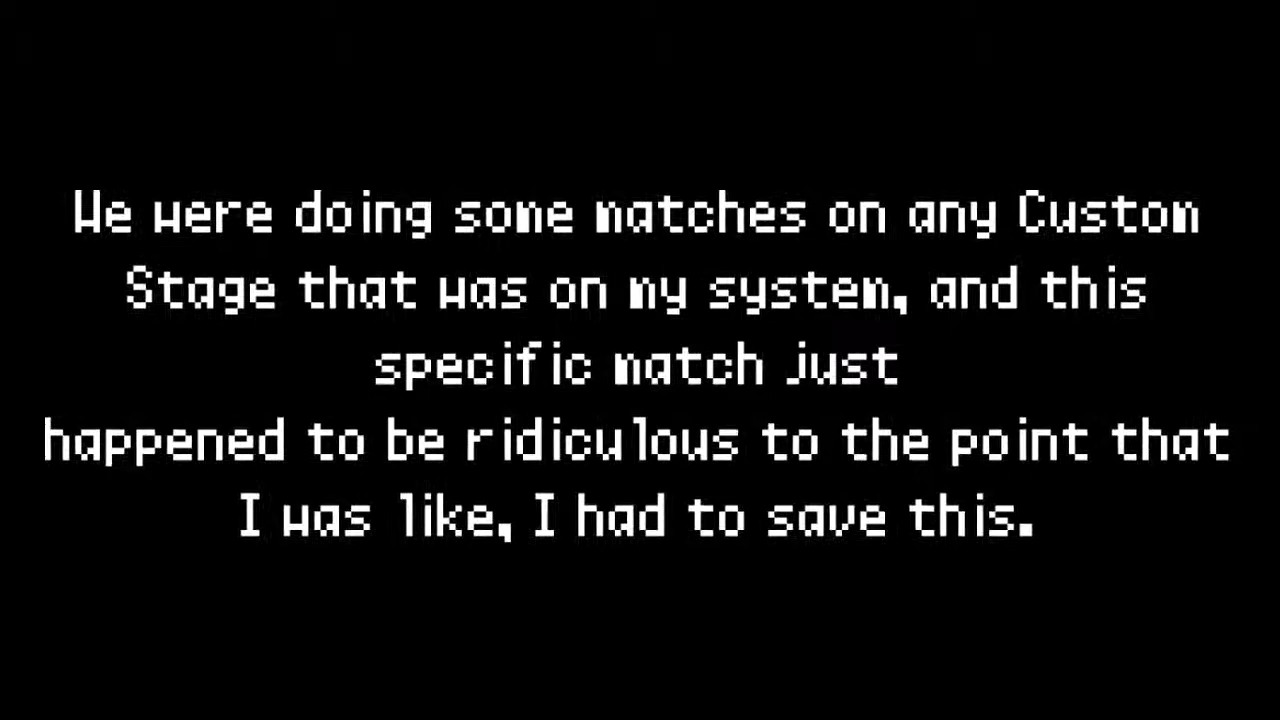 We were doing some matches on any Custom
Stage that was on my system, and this
specific match just
happened to be ridiculous to the point that
I was like, I had to save this.